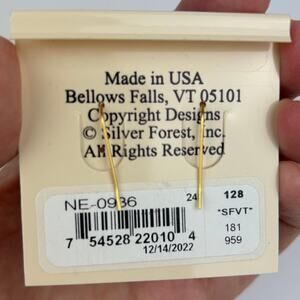 Made in USA
Bellows Falls, VT 05101
Copyright Designs
© Silver Forest, Inc.
All Rights Reserved
NE-0936 24 128
"SFVT"
7 54528 22010 4 181
12/14/2022 959